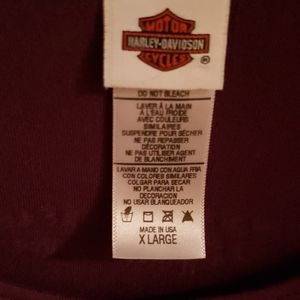 MOTOR
HARLEY-DAVIDSON
CYCLES
®
DO NOT BLEACH
LAVER À LA MAIN
À L'EAU FROIDE
AVEC COULEURS
SIMILAIRES
SUSPENDRE POUR SÉCHER
NE PAS REPASSER
DÉCORATION
NE PAS UTILISER AGENT
DE BLANCHIMENT
LAVAR A MANO CON AGUA FRIA
CON COLORES SIMILARES
COLGAR PARA SECAR
NO PLANCHAR LA
DECORACION
NO USAR BLANQUEADOR
MADE IN USA
X LARGE